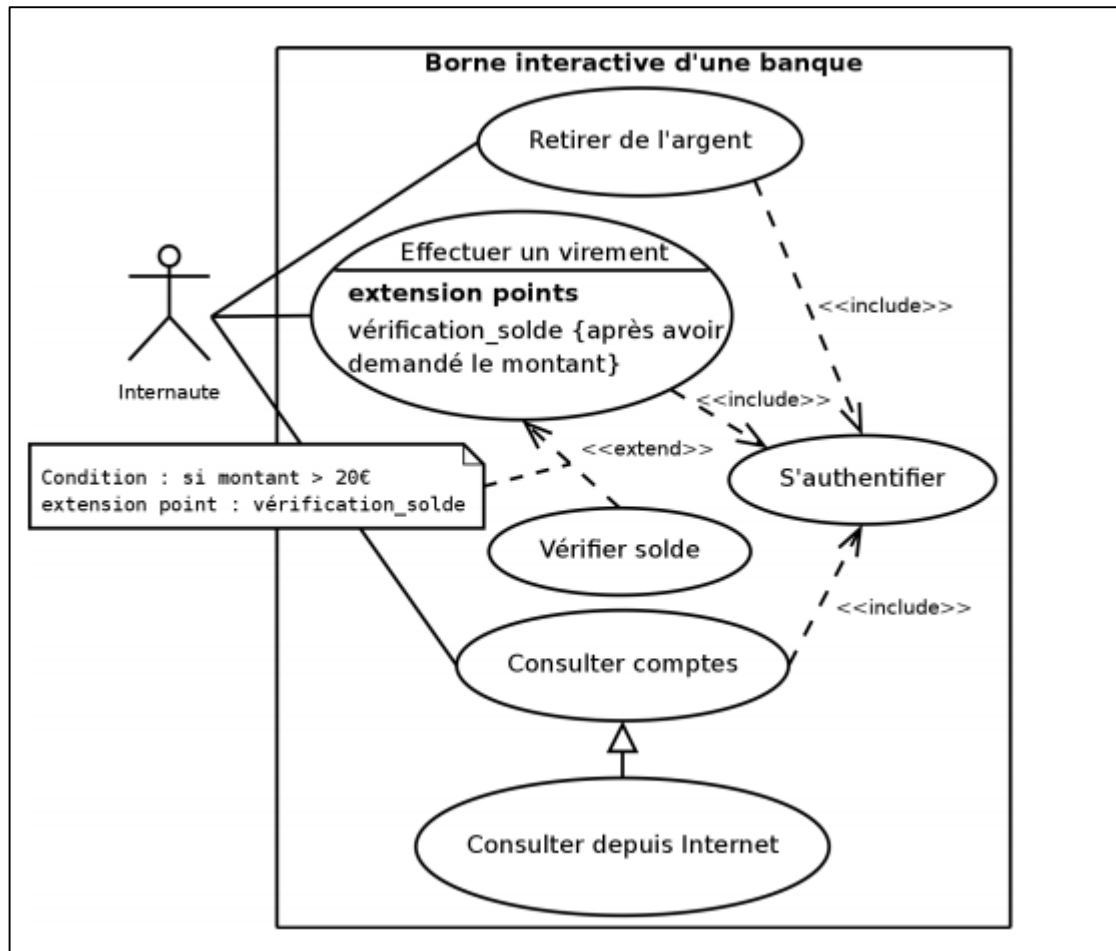 Borne interactive d'une banque
Retirer de l'argent
Effectuer un virement
extension points
vérification_solde {après avoir
demandé le montant}
<<include>>
Internaute
<<include>>
<<extend>>
Condition : si montant > 20€
extension point : vérification_solde
S'authentifier
Vérifier solde
<<include>>
Consulter comptes
Consulter depuis Internet